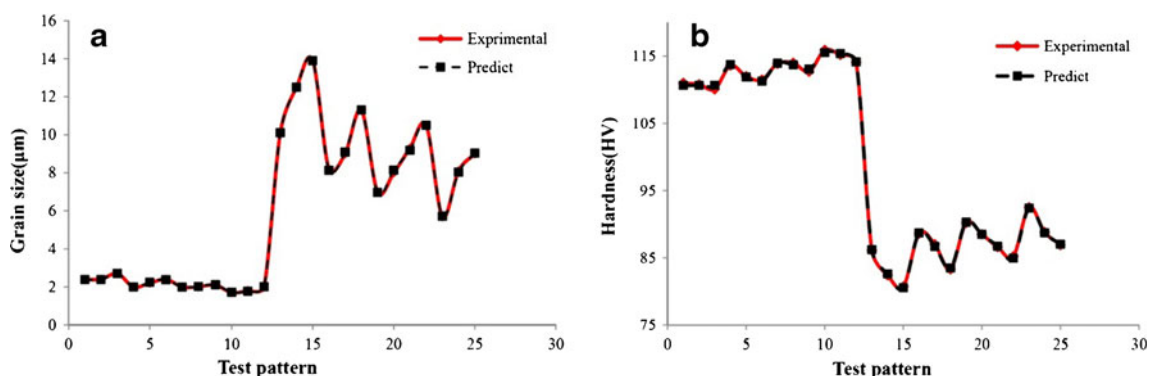 a
Exprimental
Predict
Grain size(µm)
16
14
12
10
8
6
4
2
0
0 5 10 15 20 25 30
Test pattern
b
Experimental
Predict
Hardness(HV)
115
105
95
85
75
0 5 10 15 20 25 30
Test pattern